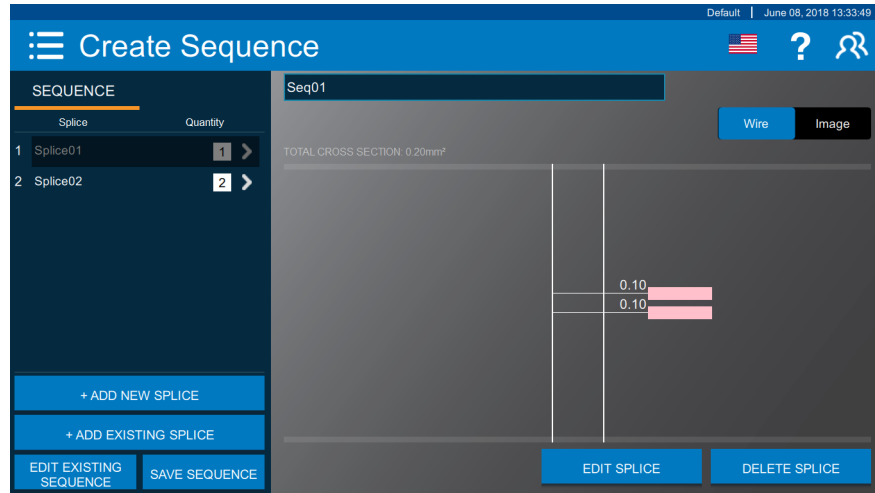 Default | June 08, 2018 13:33:49
Create Sequence ?
SEQUENCE
Seq01
Splice Quantity
Wire Image
1 Splice01 1
TOTAL CROSS SECTION: 0.20mm²
2 Splice02 2
0.10
0.10
+ ADD NEW SPLICE
+ ADD EXISTING SPLICE
EDIT EXISTING
SEQUENCE
SAVE SEQUENCE
EDIT SPLICE
DELETE SPLICE